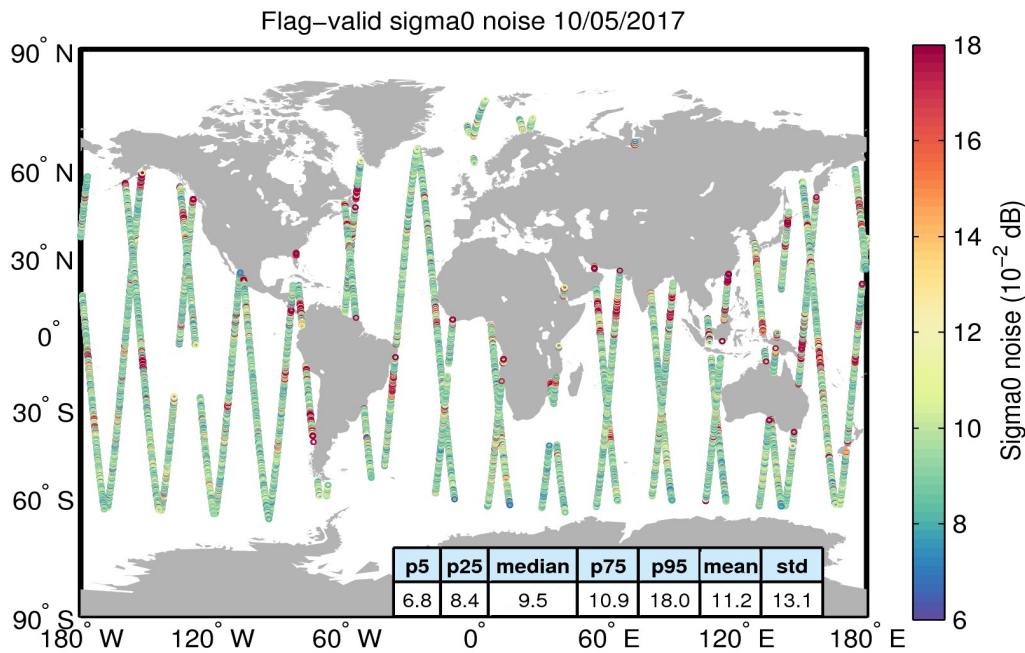 Flag−valid sigma0 noise 10/05/2017
90° N
60° N
30° N
0°
30° S
60° S
90° S
180° W
120° W
60° W
0°
60° E
120° E
180° E
18
16
14
12
10
8
6
Sigma0 noise (10⁻² dB)
p5 p25 median p75 p95 mean std
6.8 8.4 9.5 10.9 18.0 11.2 13.1